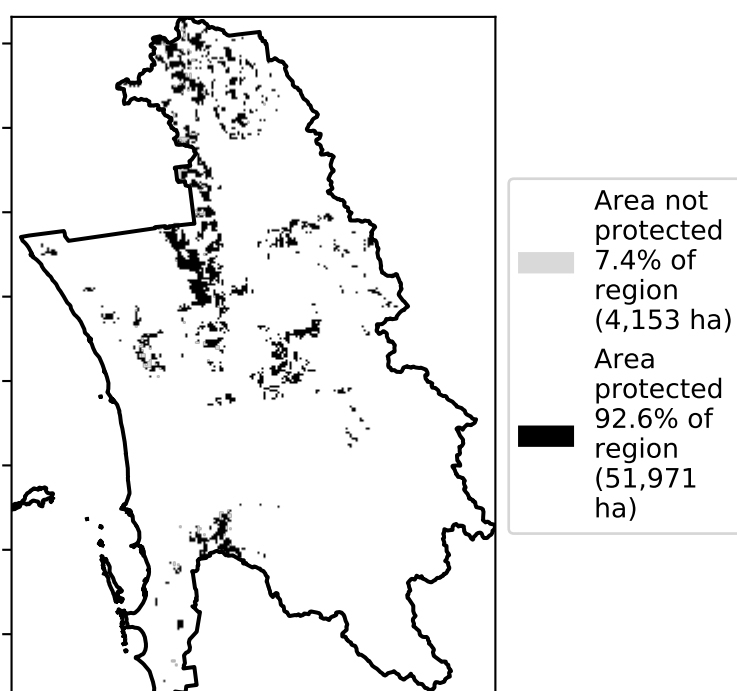 Area not
protected
7.4% of
region
(4,153 ha)
Area
protected
92.6% of
region
(51,971
ha)